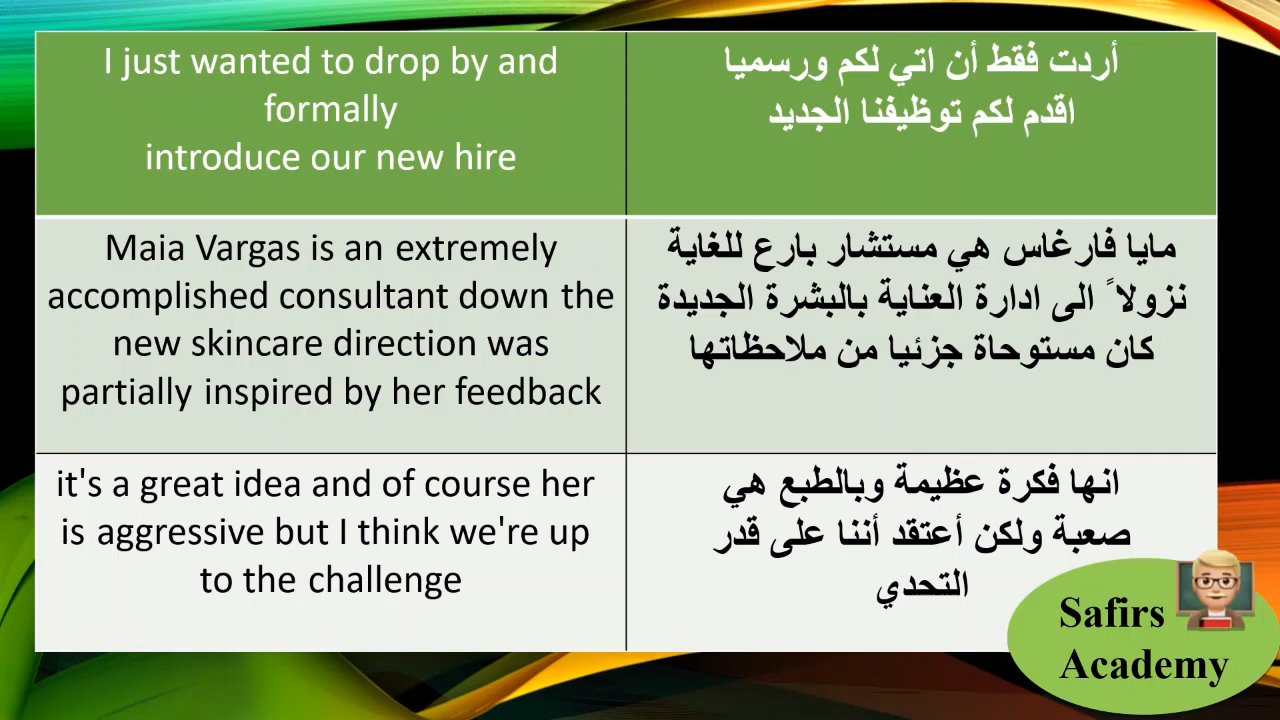 I just wanted to drop by and
formally
introduce our new hire
أردت فقط أن اتي لكم ورسميا
اقدم لكم توظيفنا الجديد
Maia Vargas is an extremely
accomplished consultant down the
new skincare direction was
partially inspired by her feedback
مايا فارغاس هي مستشار بارع للغاية
نزولا ً الى ادارة العناية بالبشرة الجديدة
كان مستوحاة جزئيا من ملاحظاتها
it's a great idea and of course her
is aggressive but I think we're up
to the challenge
انها فكرة عظيمة وبالطبع هي
صعبة ولكن أعتقد أننا على قدر
التحدي
Safirs
Academy